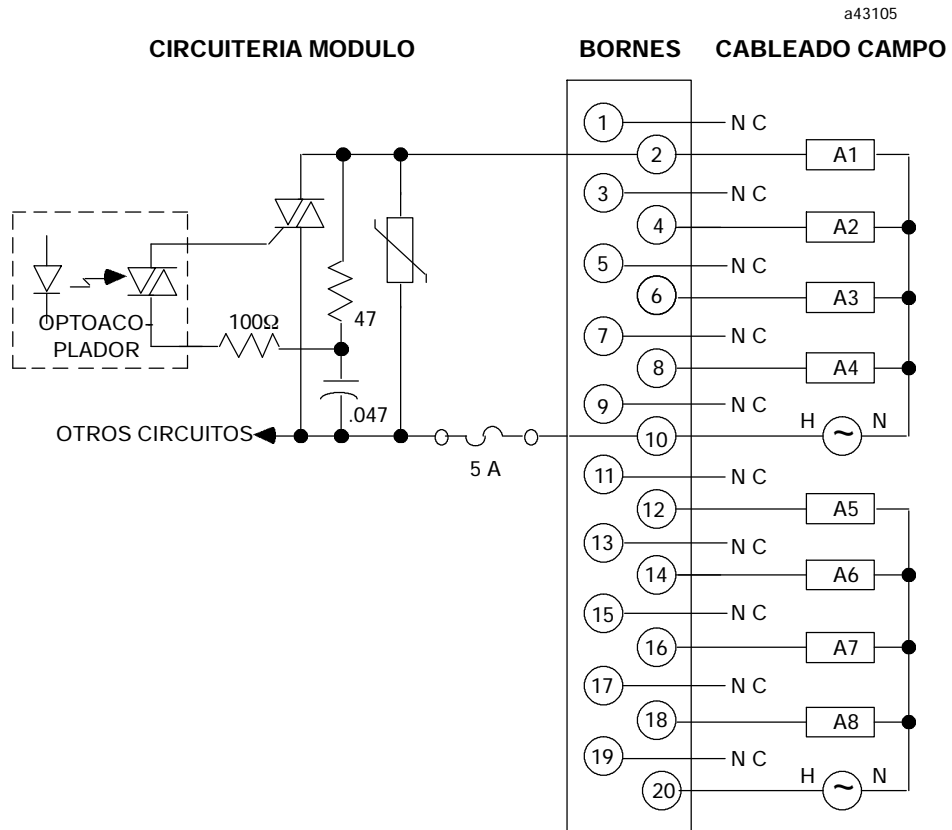 a43105
CIRCUITERIA MODULO BORNES CABLEADO CAMPO
1 N C
2 A1
3 N C
4 A2
5 N C
6 A3
7 N C
8 A4
9 N C
10 H ~ N
11 N C
12 A5
13 N C
14 A6
15 N C
16 A7
17 N C
18 A8
19 N C
20 H ~ N
OPTOACO-
PLADOR
100Ω
47
.047
OTROS CIRCUITOS
5 A